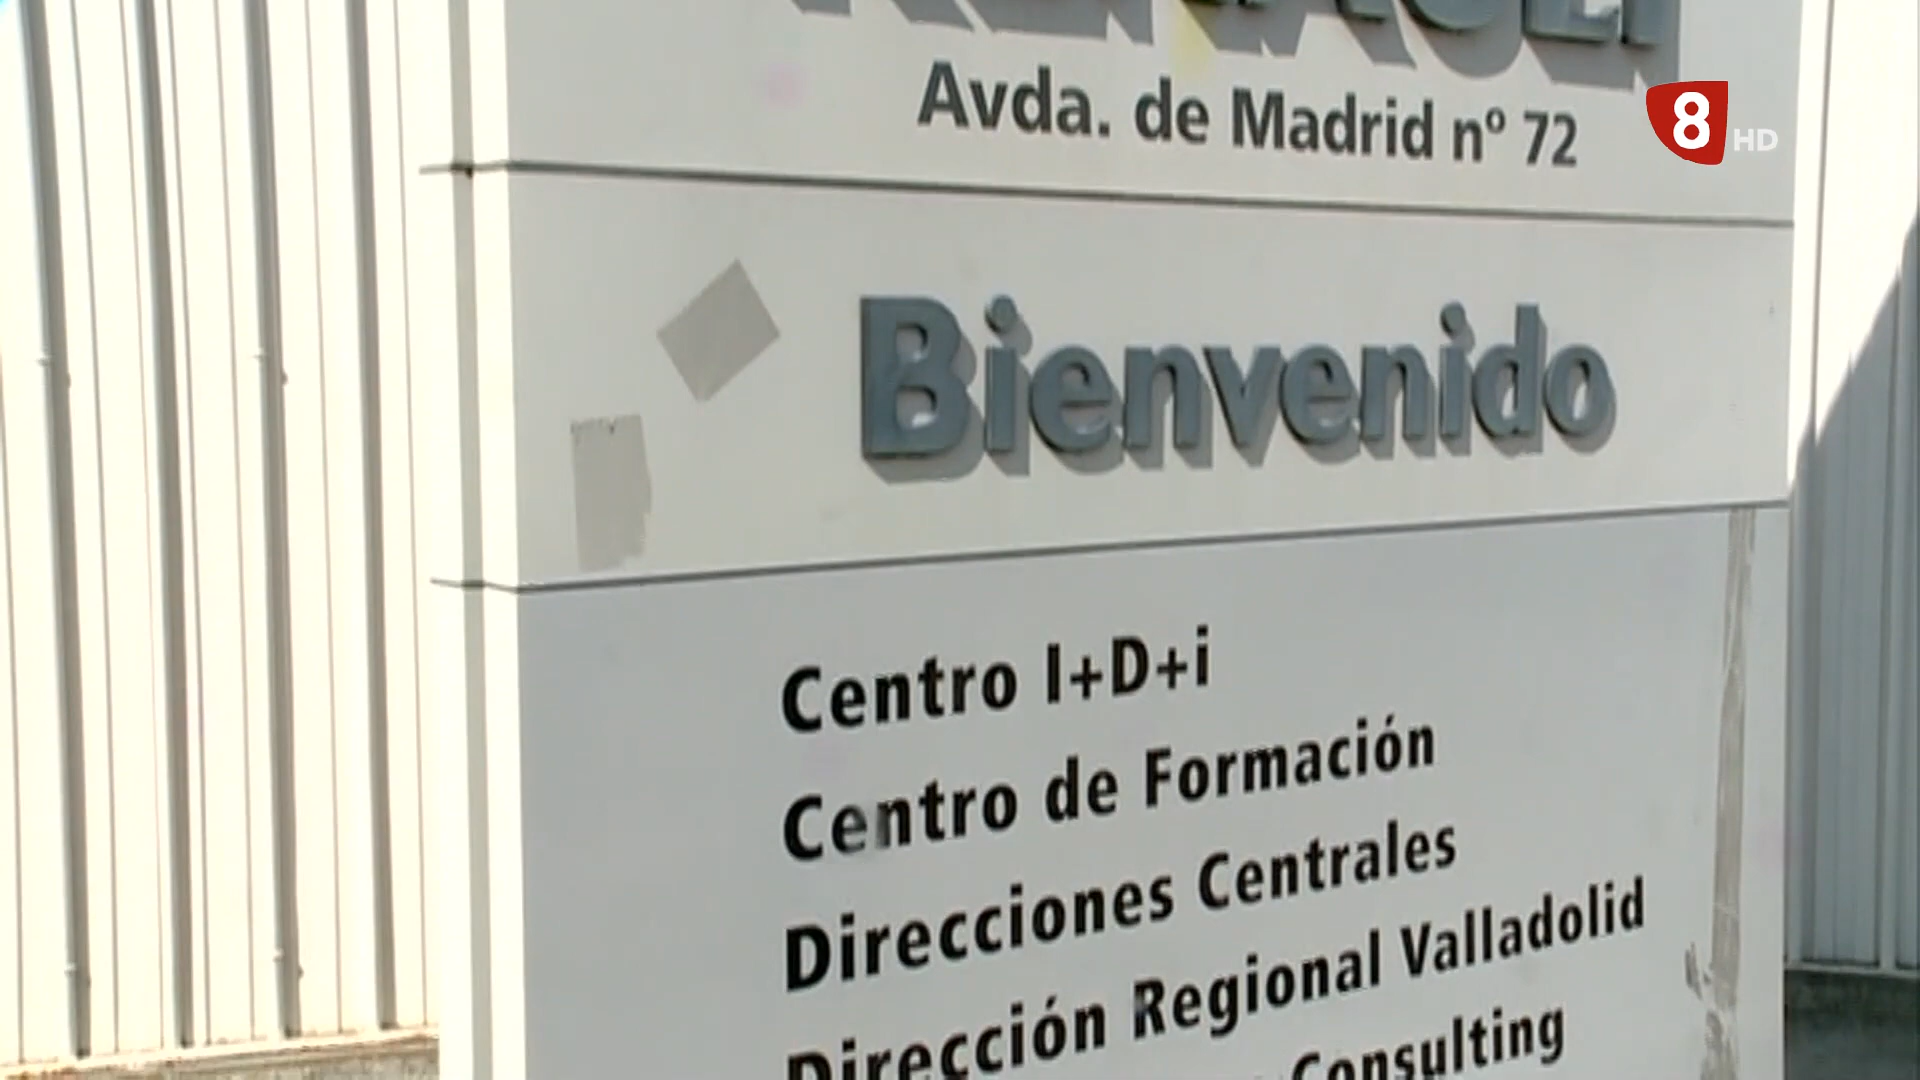 Avda. de Madrid nº 72
8 HD
Bienvenido
Centro I+D+i
Centro de Formación
Direcciones Centrales
Dirección Regional Valladolid
Consulting